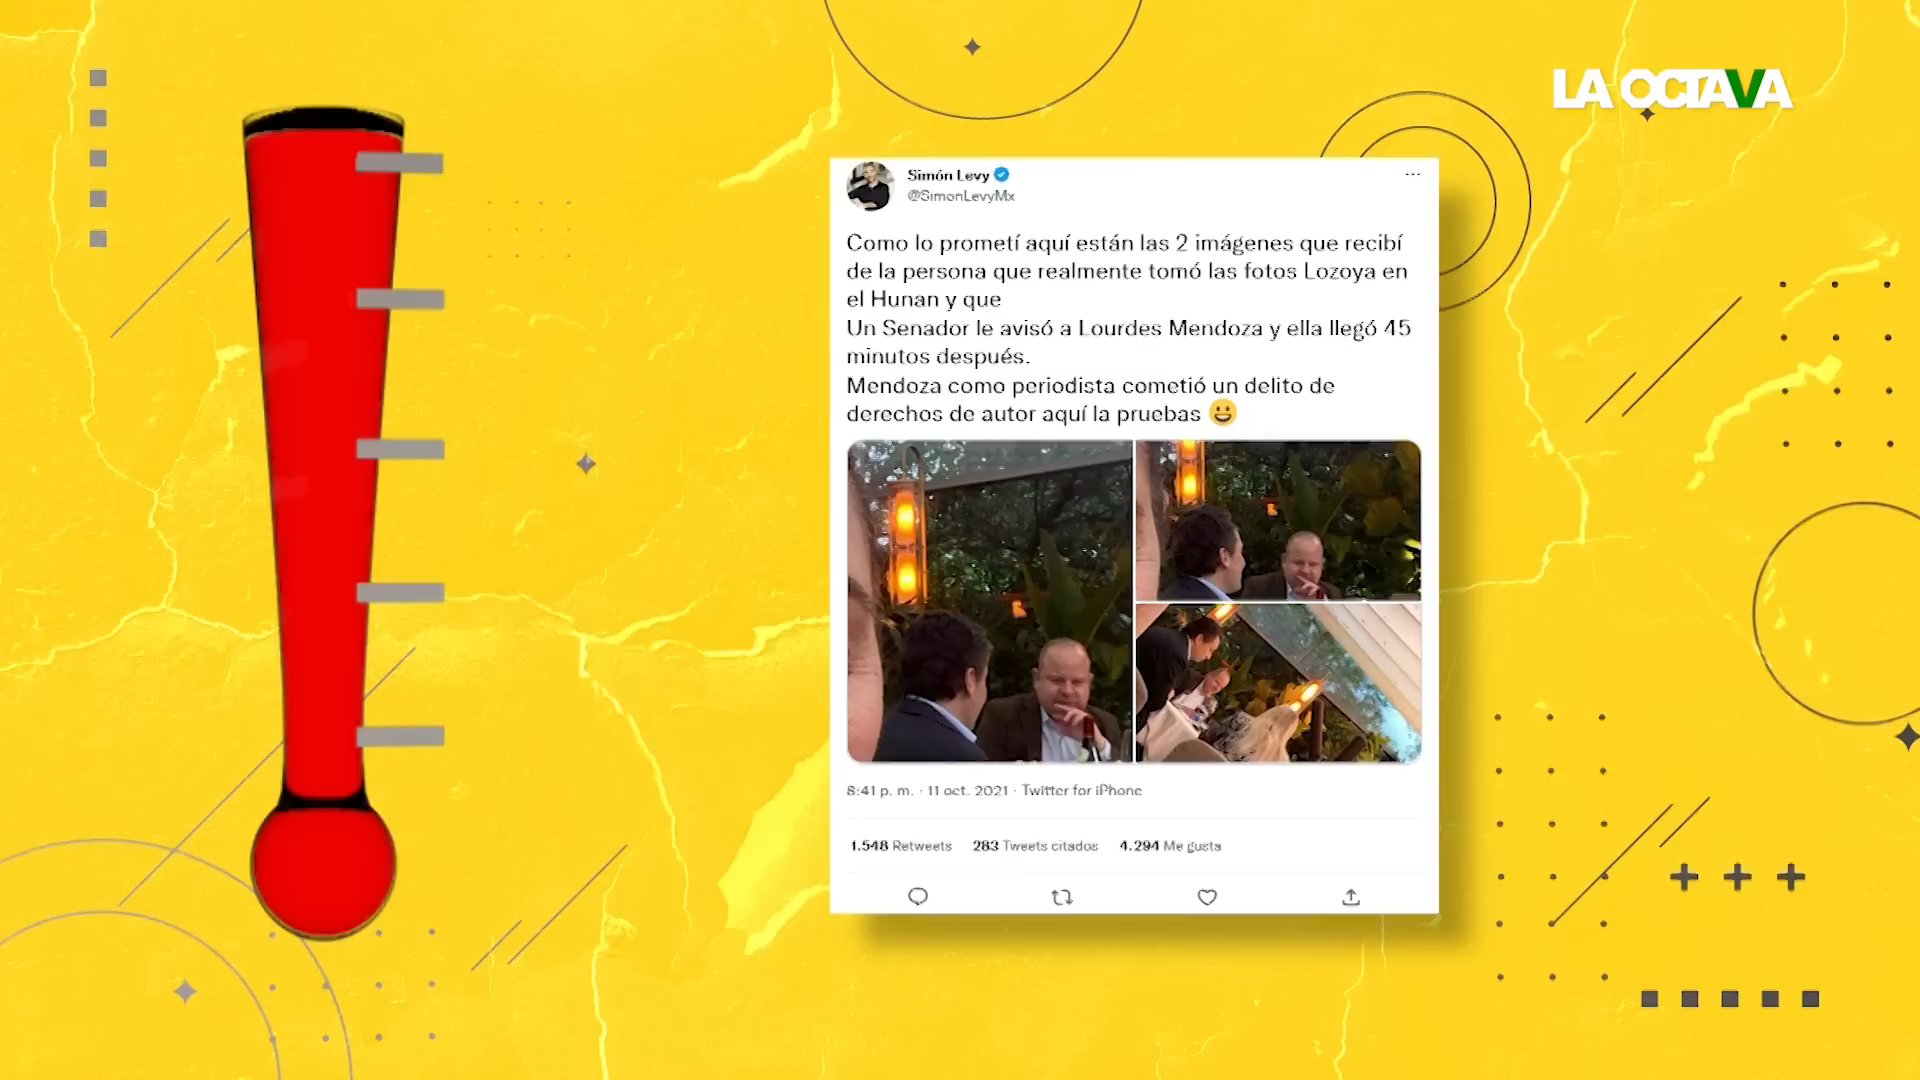 LA OCTAVA
Simón Levy
@SimonLevyMx
Como lo prometí aquí están las 2 imágenes que recibí
de la persona que realmente tomó las fotos Lozoya en
el Hunan y que
Un Senador le avisó a Lourdes Mendoza y ella llegó 45
minutos después.
Mendoza como periodista cometió un delito de
derechos de autor aquí la pruebas 😃
8:41 p. m. · 11 oct. 2021 · Twitter for iPhone
1.548 Retweets 283 Tweets citados 4.294 Me gusta